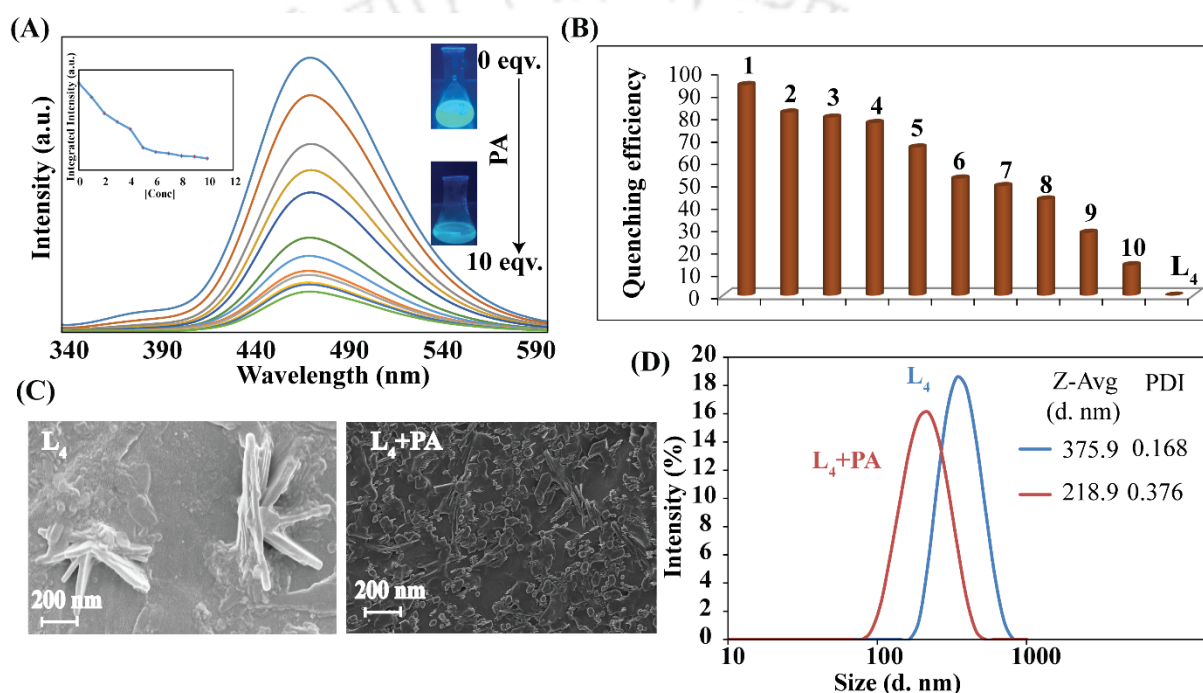 (A)
Intensity (a.u.)
Integrated Intensity (a.u.)
0 2 4 6 8 10 12
[Conc]
0 eqv.
PA
10 eqv.
340 390 440 490 540 590
Wavelength (nm)
(B)
Quenching efficiency
100
90
80
70
60
50
40
30
20
10
0
1 2 3 4 5 6 7 8 9 10 L4
(C)
L4
200 nm
L4+PA
200 nm
(D)
Intensity (%)
20
18
16
14
12
10
8
6
4
2
0
L4
L4+PA
Z-Avg PDI
(d. nm)
375.9 0.168
218.9 0.376
10 100 1000
Size (d. nm)